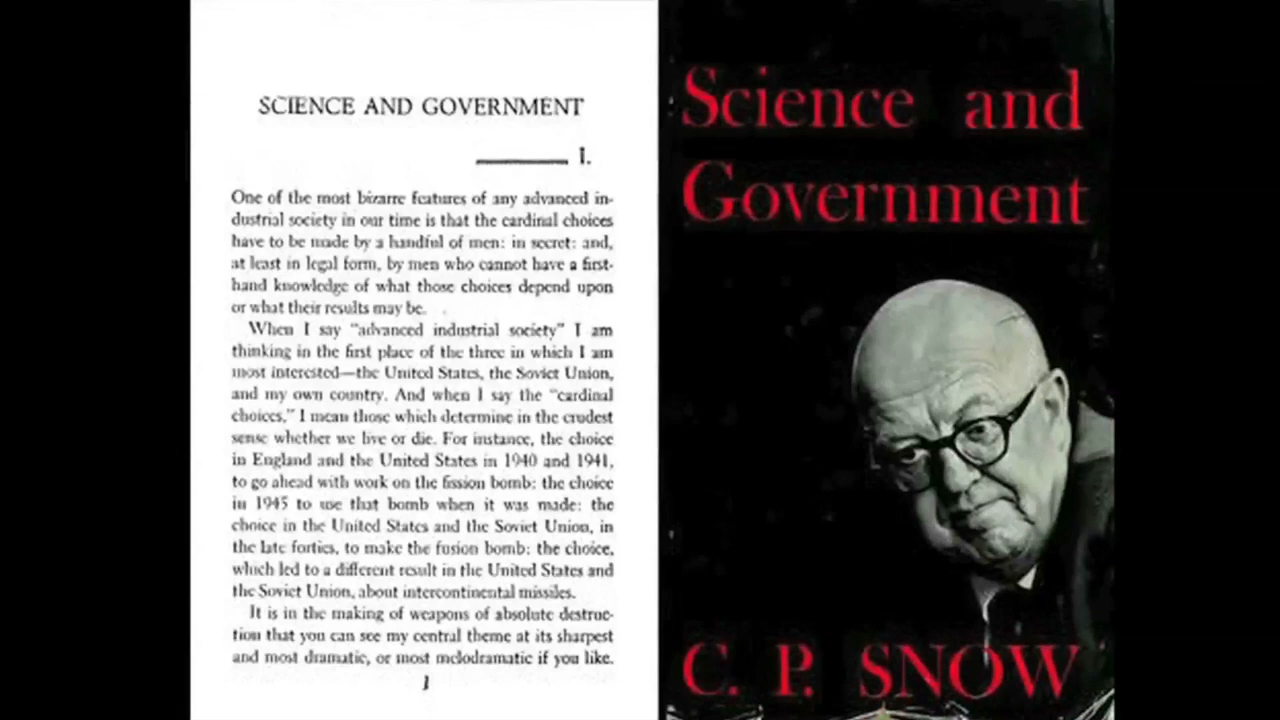 SCIENCE AND GOVERNMENT
I.
One of the most bizarre features of any advanced in-
dustrial society in our time is that the cardinal choices
have to be made by a handful of men: in secret: and,
at least in legal form, by men who cannot have a first-
hand knowledge of what those choices depend upon
or what their results may be.
When I say "advanced industrial society" I am
thinking in the first place of the three in which I am
most interested—the United States, the Soviet Union,
and my own country. And when I say the "cardinal
choices," I mean those which determine in the crudest
sense whether we live or die. For instance, the choice
in England and the United States in 1940 and 1941,
to go ahead with work on the fission bomb: the choice
in 1945 to use that bomb when it was made: the
choice in the United States and the Soviet Union, in
the late forties, to make the fusion bomb: the choice,
which led to a different result in the United States and
the Soviet Union, about intercontinental missiles.
It is in the making of weapons of absolute destruc-
tion that you can see my central theme at its sharpest
and most dramatic, or most melodramatic if you like.
1
Science and
Government
C. P. SNOW